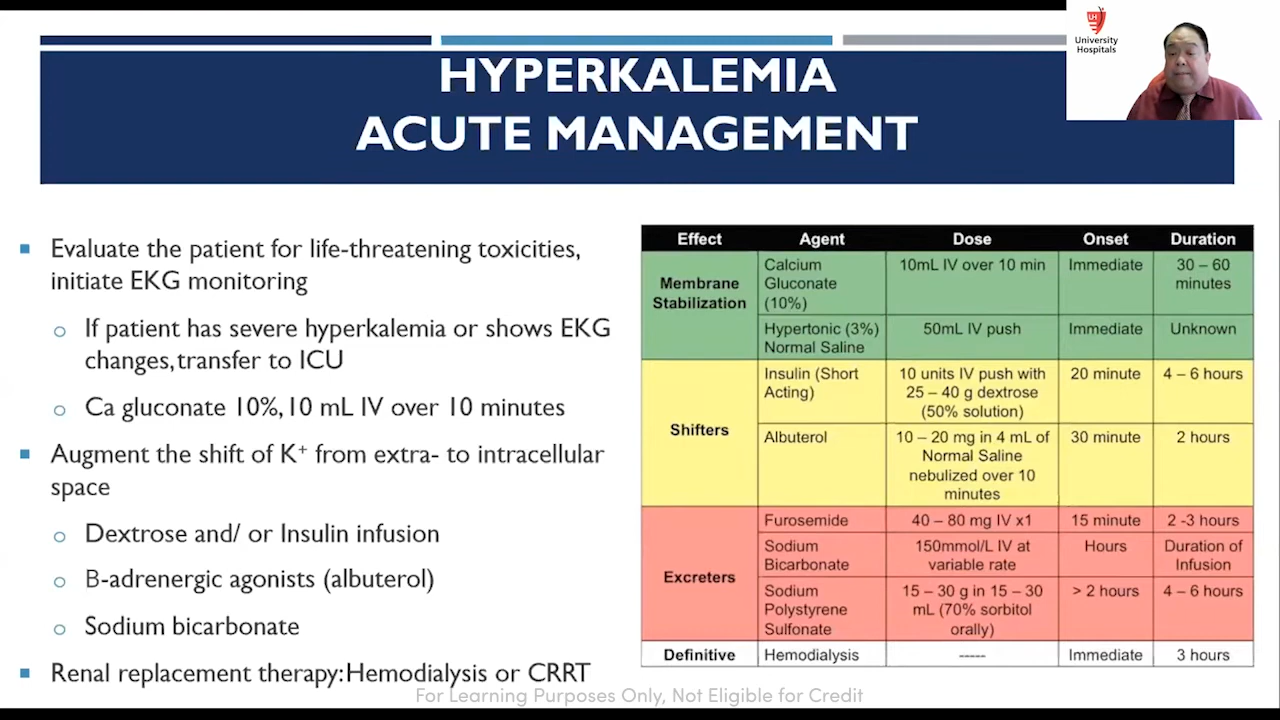 University
Hospitals
HYPERKALEMIA
ACUTE MANAGEMENT
■ Evaluate the patient for life-threatening toxicities,
initiate EKG monitoring
o If patient has severe hyperkalemia or shows EKG
changes, transfer to ICU
o Ca gluconate 10%, 10 mL IV over 10 minutes
■ Augment the shift of K⁺ from extra- to intracellular
space
o Dextrose and/ or Insulin infusion
o B-adrenergic agonists (albuterol)
o Sodium bicarbonate
■ Renal replacement therapy: Hemodialysis or CRRT
Effect Agent Dose Onset Duration
Membrane
Stabilization
Calcium
Gluconate
(10%)
10mL IV over 10 min
Immediate
30 – 60
minutes
Hypertonic (3%)
Normal Saline
50mL IV push
Immediate
Unknown
Shifters
Insulin (Short
Acting)
10 units IV push with
25 – 40 g dextrose
(50% solution)
20 minute
4 – 6 hours
Albuterol
10 – 20 mg in 4 mL of
Normal Saline
nebulized over 10
minutes
30 minute
2 hours
Excreters
Furosemide
40 – 80 mg IV x1
15 minute
2 -3 hours
Sodium
Bicarbonate
150mmol/L IV at
variable rate
Hours
Duration of
Infusion
Sodium
Polystyrene
Sulfonate
15 – 30 g in 15 – 30
mL (70% sorbitol
orally)
> 2 hours
4 – 6 hours
Definitive
Hemodialysis
-----
Immediate
3 hours
For Learning Purposes Only, Not Eligible for Credit